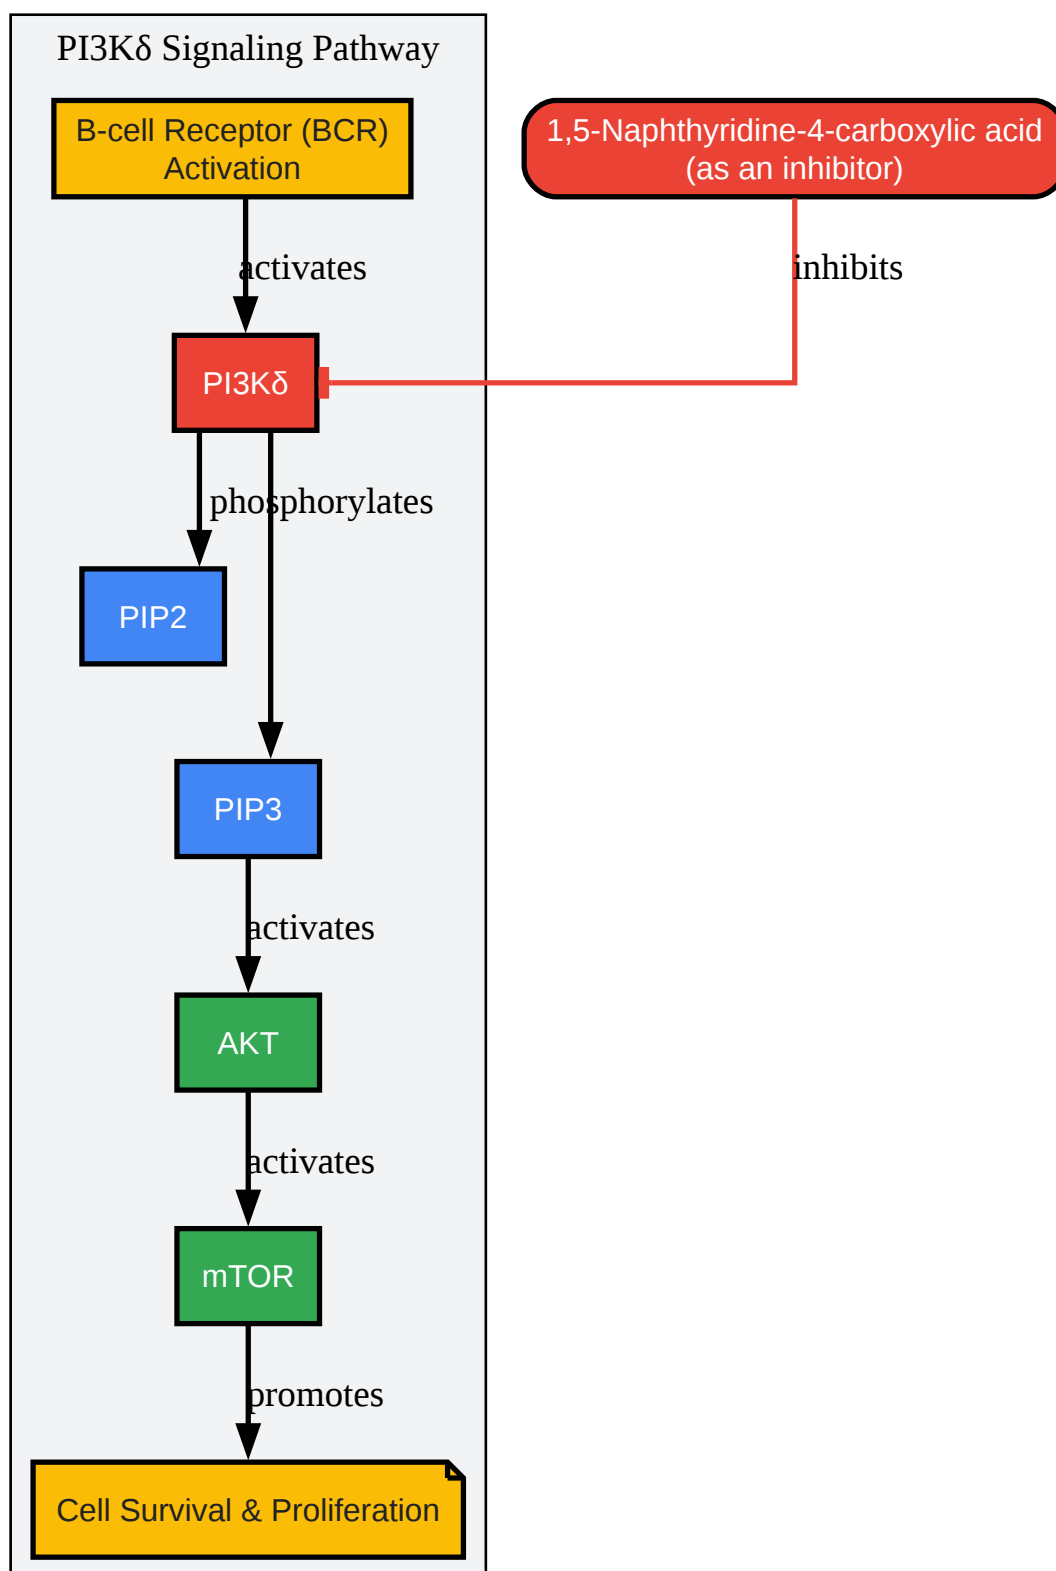 PI3Kδ Signaling Pathway
B-cell Receptor (BCR)
Activation
1,5-Naphthyridine-4-carboxylic acid
(as an inhibitor)
activates
inhibits
PI3Kδ
phosphorylates
PIP2
PIP3
activates
AKT
activates
mTOR
promotes
Cell Survival & Proliferation